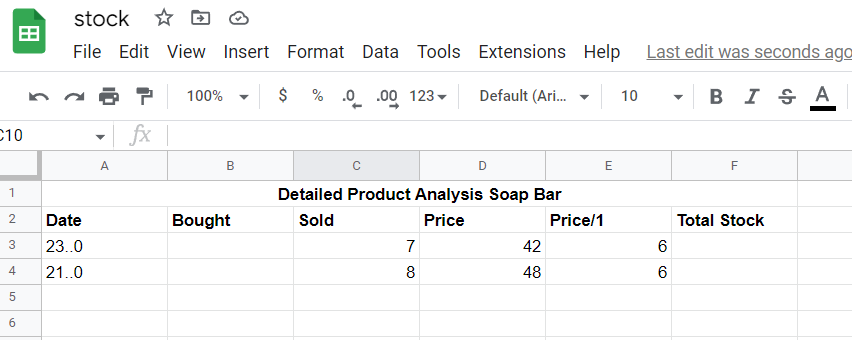 stock
File Edit View Insert Format Data Tools Extensions Help Last edit was seconds ago
100% $ % .0 .00 123 Default (Ari... 10 B I S A
C10 fx
A B C D E F
1 Detailed Product Analysis Soap Bar
2 Date Bought Sold Price Price/1 Total Stock
3 23..0 7 42 6
4 21..0 8 48 6
5
6